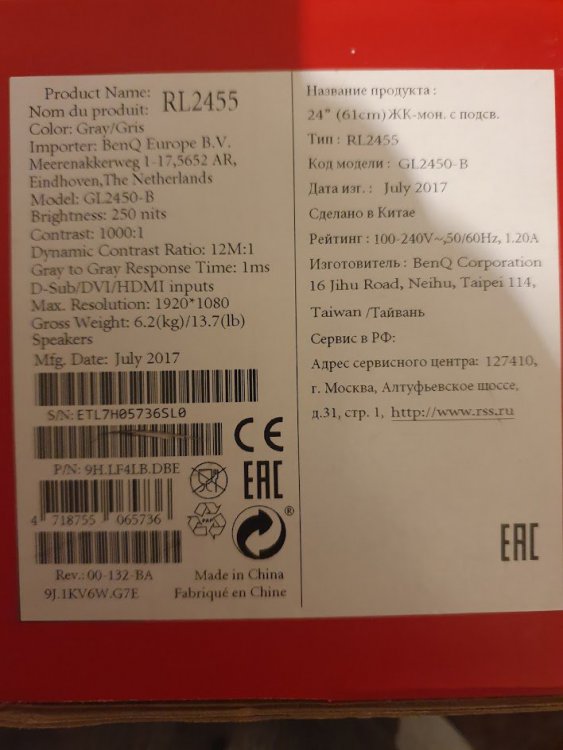 Product Name:
Nom du produit: RL2455
Color: Gray/Gris
Importer: BenQ Europe B.V.
Meerenakkerweg 1-17,5652 AR,
Eindhoven,The Netherlands
Model: GL2450-B
Brightness: 250 nits
Contrast: 1000:1
Dynamic Contrast Ratio: 12M:1
Gray to Gray Response Time: 1ms
D-Sub/DVI/HDMI inputs
Max. Resolution: 1920*1080
Gross Weight: 6.2(kg)/13.7(lb)
Speakers
Mfg. Date: July 2017
S/N: ETL7H05736SL0
CE
P/N: 9H.LF4LB.DBE
EAC
PAP
®
4 718755 065736
Rev.: 00-132-BA
9J.1KV6W.G7E
Made in China
Fabriqué en Chine
Название продукта :
24" (61cm)ЖК-мон. с подсв.
Тип : RL2455
Код модели : GL2450-B
Дата изг. : July 2017
Сделано в Китае
Рейтинг : 100-240V~,50/60Hz, 1.20A
Изготовитель : BenQ Corporation
16 Jihu Road, Neihu, Taipei 114,
Taiwan /Тайвань
Сервис в РФ:
Адрес сервисного центра: 127410,
г. Москва, Алтуфьевское шоссе,
д.31, стр. 1, http://www.rss.ru
EAC